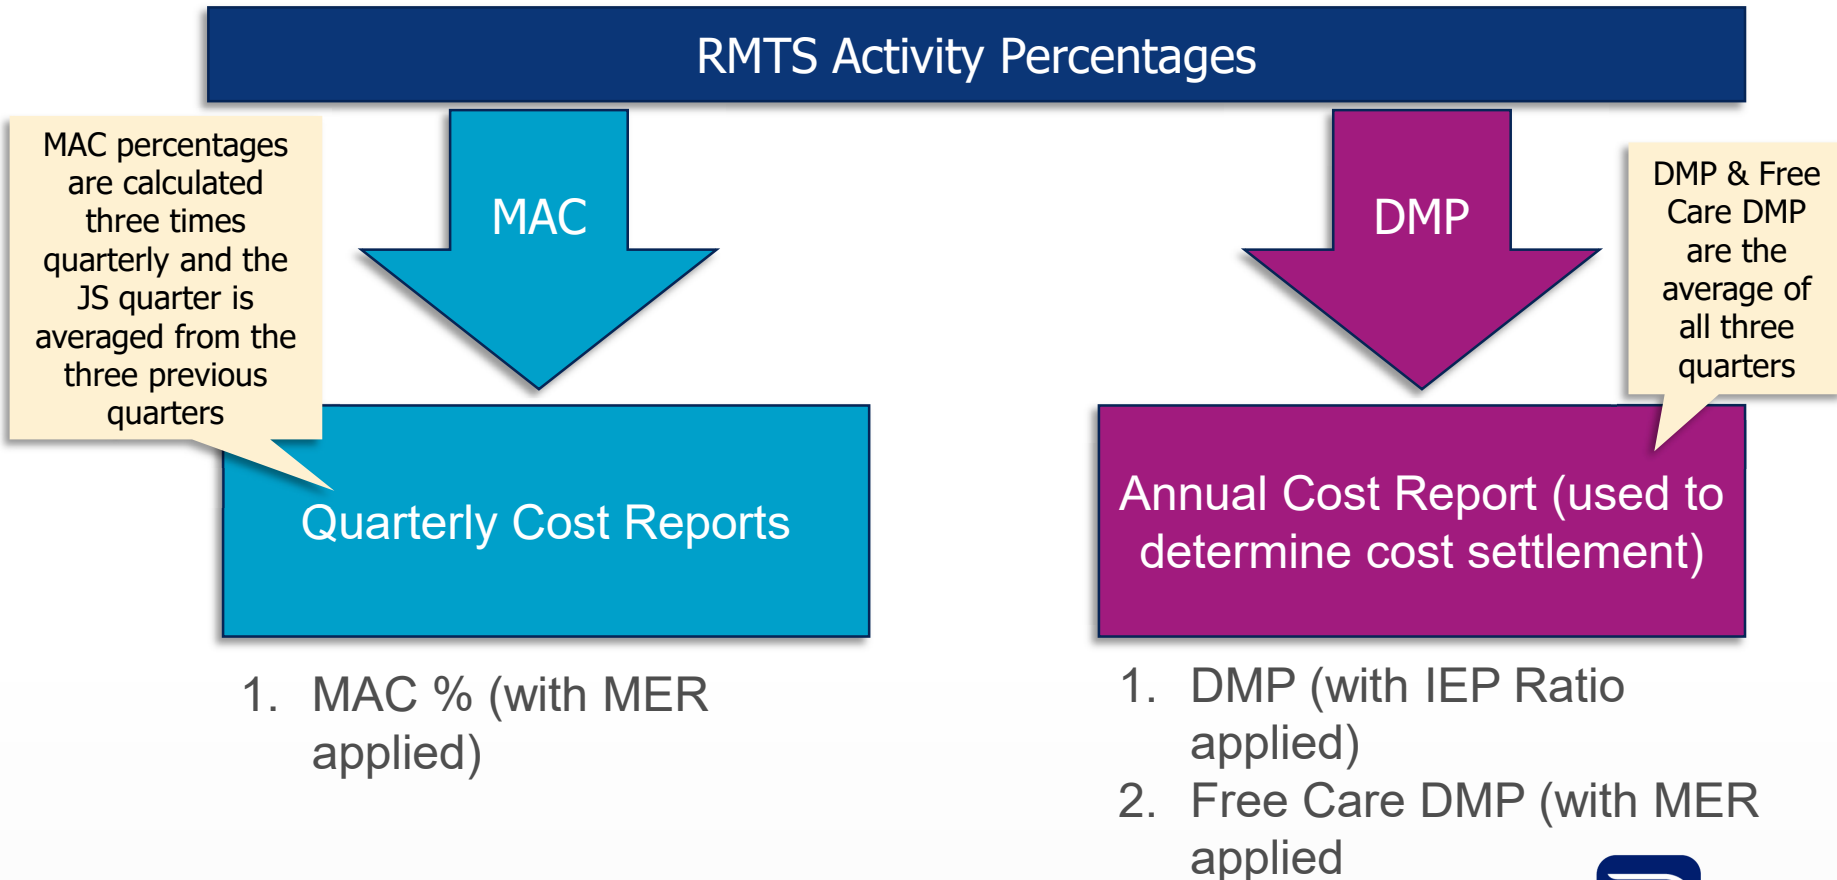 RMTS Activity Percentages
MAC percentages
are calculated
three times
quarterly and the
JS quarter is
averaged from the
three previous
quarters
MAC
DMP
DMP & Free
Care DMP
are the
average of
all three
quarters
Quarterly Cost Reports
Annual Cost Report (used to
determine cost settlement)
1. MAC % (with MER
applied)
1. DMP (with IEP Ratio
applied)
2. Free Care DMP (with MER
applied